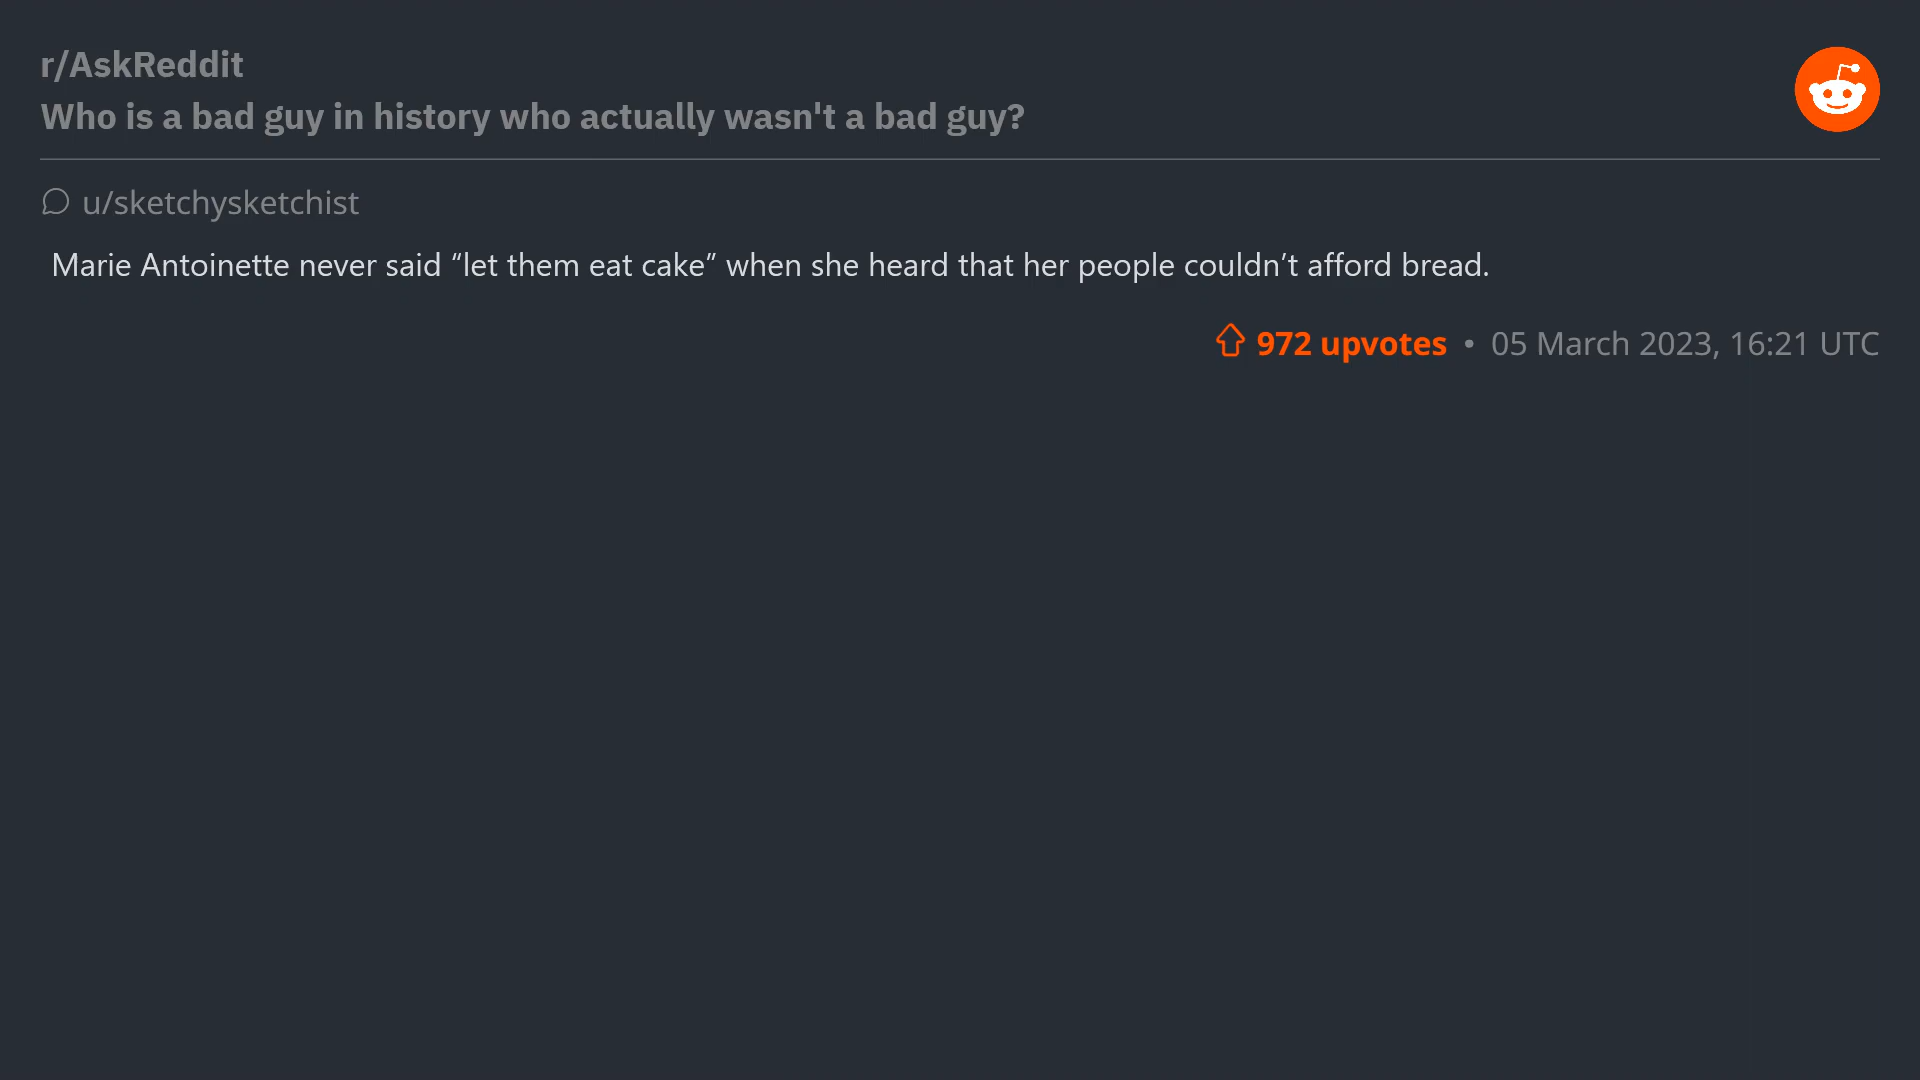 r/AskReddit
Who is a bad guy in history who actually wasn't a bad guy?
u/sketchysketchist
Marie Antoinette never said “let them eat cake” when she heard that her people couldn’t afford bread.
972 upvotes • 05 March 2023, 16:21 UTC